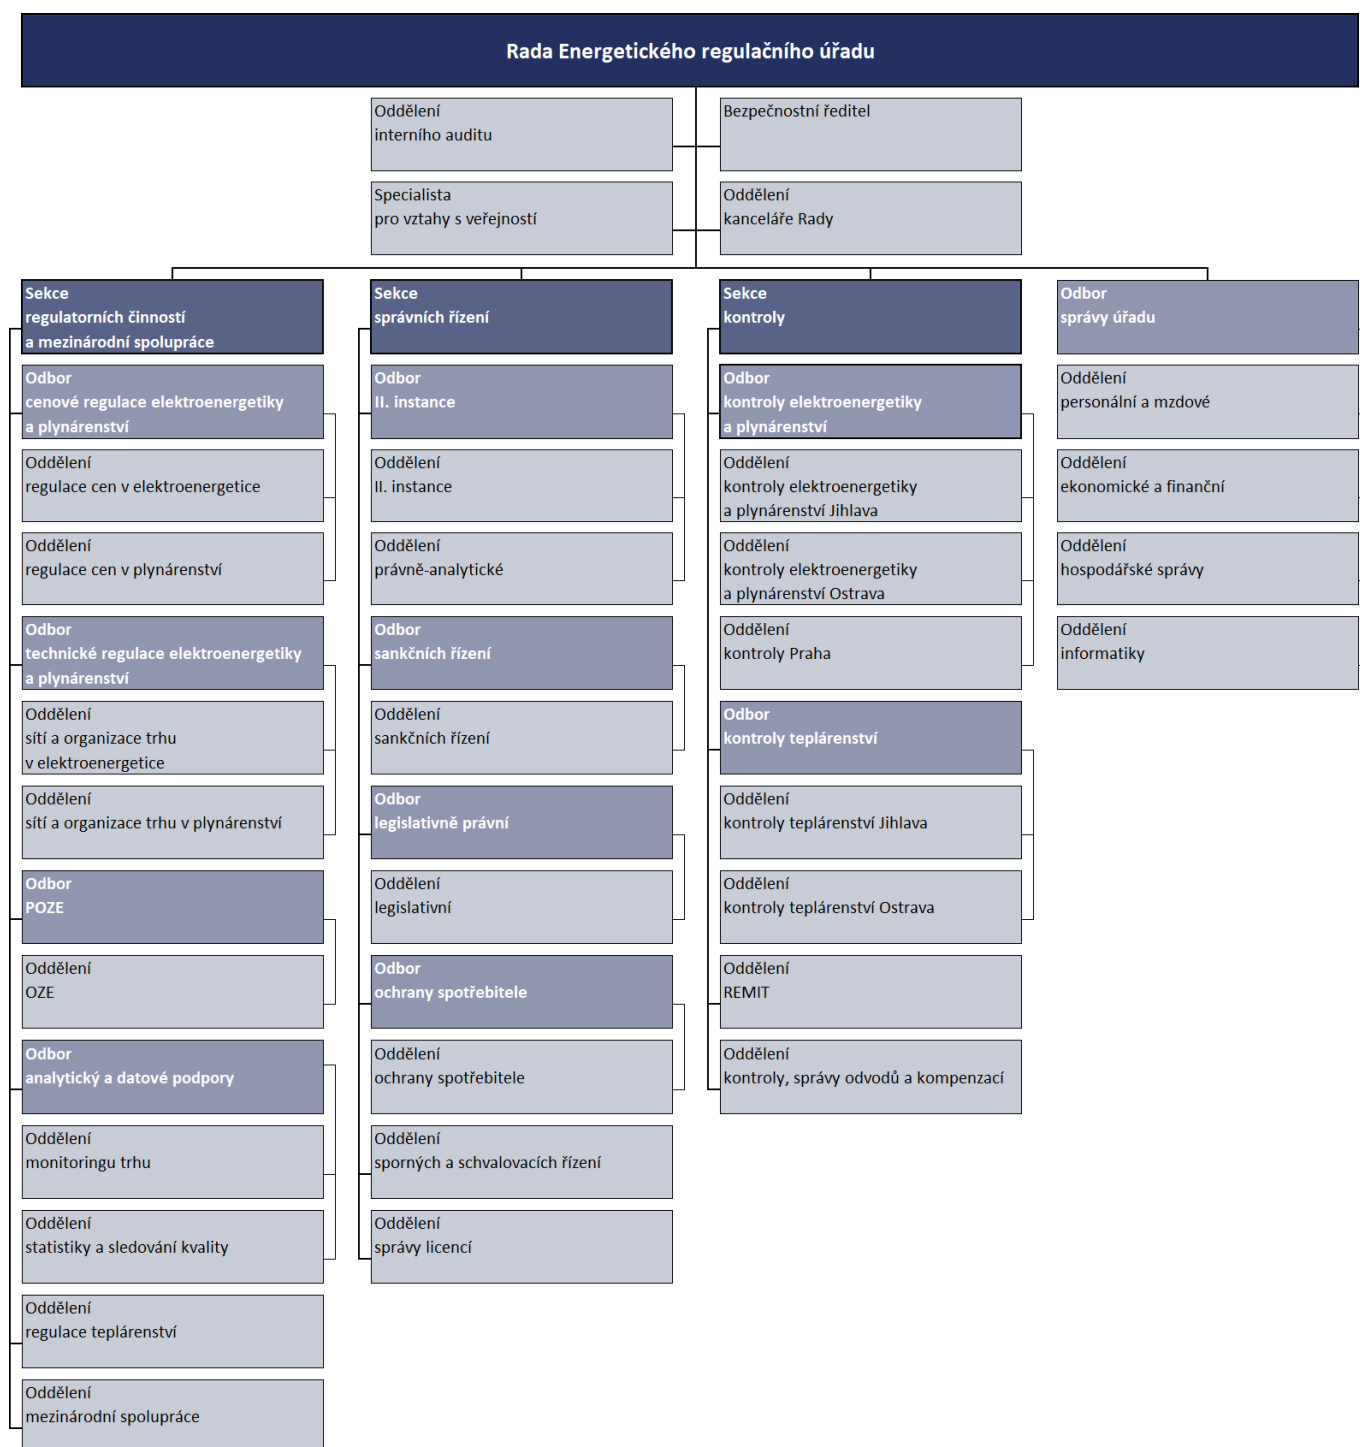 Rada Energetického regulačního úřadu
Oddělení
interního auditu
Bezpečnostní ředitel
Specialista
pro vztahy s veřejností
Oddělení
kanceláře Rady
Sekce
regulatorních činností
a mezinárodní spolupráce
Odbor
cenové regulace elektroenergetiky
a plynárenství
Oddělení
regulace cen v elektroenergetice
Oddělení
regulace cen v plynárenství
Odbor
technické regulace elektroenergetiky
a plynárenství
Oddělení
sítí a organizace trhu
v elektroenergetice
Oddělení
sítí a organizace trhu v plynárenství
Odbor
POZE
Oddělení
OZE
Odbor
analytický a datové podpory
Oddělení
monitoringu trhu
Oddělení
statistiky a sledování kvality
Oddělení
regulace teplárenství
Oddělení
mezinárodní spolupráce
Sekce
správních řízení
Odbor
II. instance
Oddělení
II. instance
Oddělení
právně-analytické
Odbor
sankčních řízení
Oddělení
sankčních řízení
Odbor
legislativně právní
Oddělení
legislativní
Odbor
ochrany spotřebitele
Oddělení
ochrany spotřebitele
Oddělení
sporných a schvalovacích řízení
Oddělení
správy licencí
Sekce
kontroly
Odbor
kontroly elektroenergetiky
a plynárenství
Oddělení
kontroly elektroenergetiky
a plynárenství Jihlava
Oddělení
kontroly elektroenergetiky
a plynárenství Ostrava
Oddělení
kontroly Praha
Odbor
kontroly teplárenství
Oddělení
kontroly teplárenství Jihlava
Oddělení
kontroly teplárenství Ostrava
Oddělení
REMIT
Oddělení
kontroly, správy odvodů a kompenzací
Odbor
správy úřadu
Oddělení
personální a mzdové
Oddělení
ekonomické a finanční
Oddělení
hospodářské správy
Oddělení
informatiky